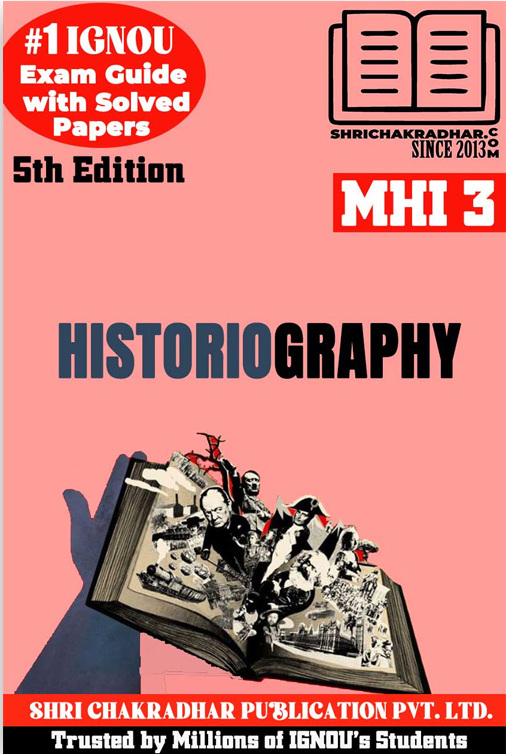 #1 IGNOU
Exam Guide
with Solved
Papers
5th Edition
SHRICHAKRADHAR.COM
SINCE 2013
MHI 3
HISTORIOGRAPHY
SHRI CHAKRADHAR PUBLICATION PVT. LTD.
Trusted by Millions of IGNOU's Students